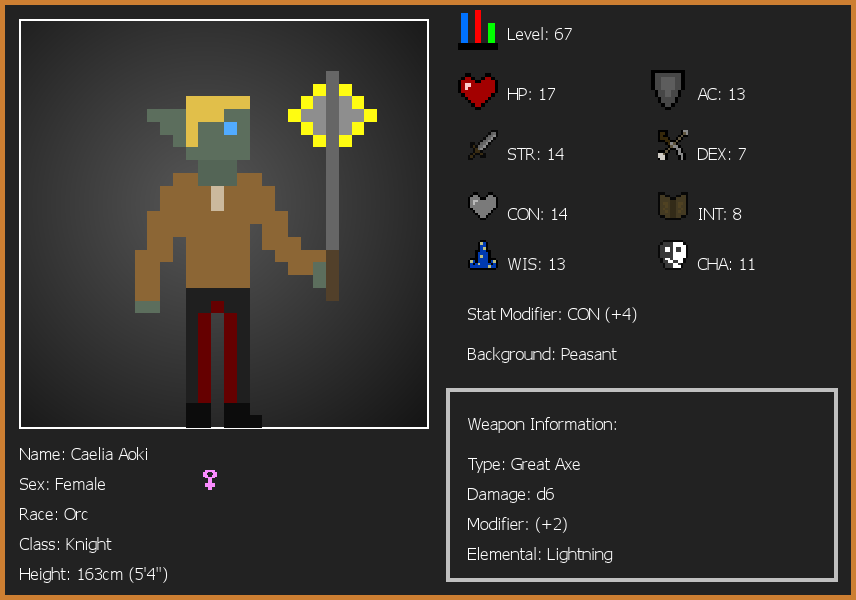 Level: 67
HP: 17
AC: 13
STR: 14
DEX: 7
CON: 14
INT: 8
WIS: 13
CHA: 11
Stat Modifier: CON (+4)
Background: Peasant
Weapon Information:
Type: Great Axe
Damage: d6
Modifier: (+2)
Elemental: Lightning
Name: Caelia Aoki
Sex: Female
Race: Orc
Class: Knight
Height: 163cm (5'4")